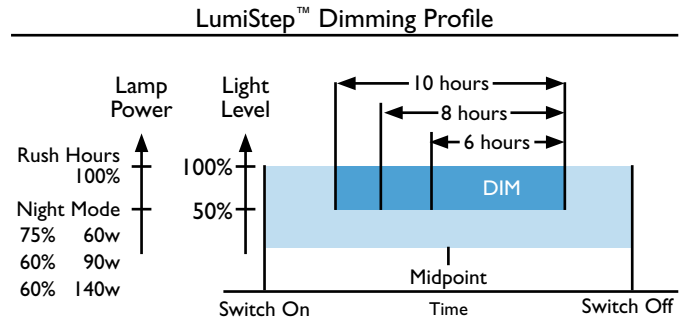 LumiStep™ Dimming Profile
Lamp Power
Light Level
10 hours
8 hours
6 hours
Rush Hours
100%
100%
DIM
Night Mode
50%
75% 60w
60% 90w
60% 140w
Midpoint
Switch On
Time
Switch Off